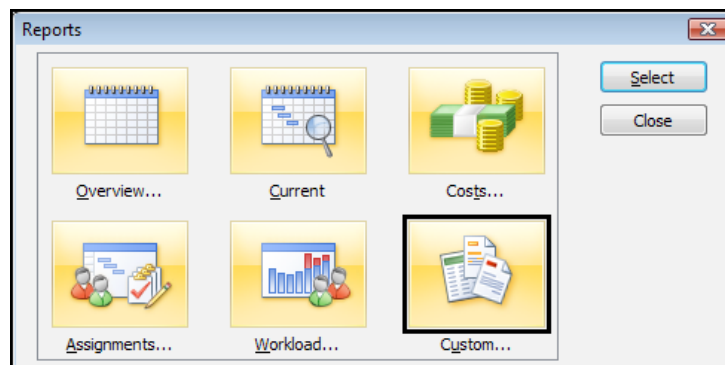 Reports
Select
Close
Overview...
Current
Costs...
Assignments...
Workload...
Custom...